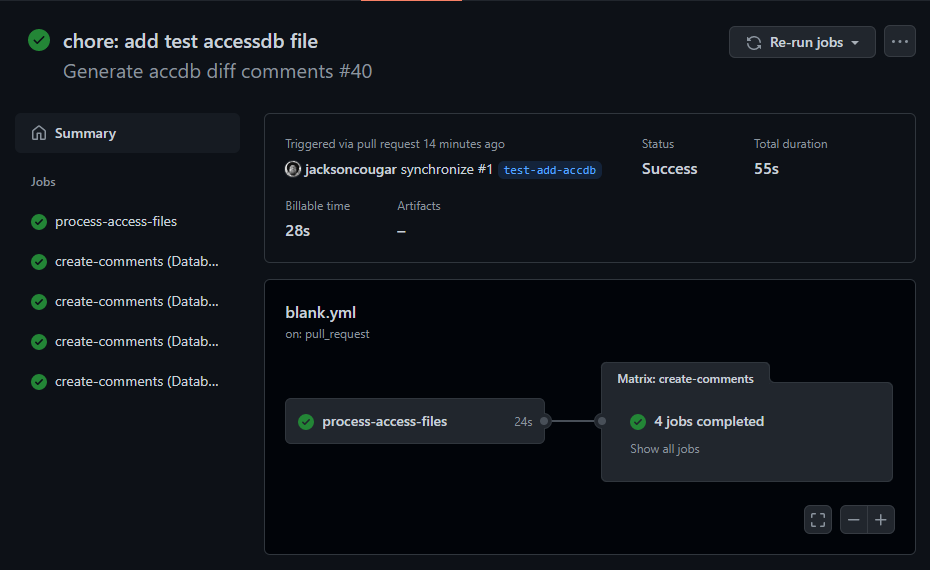 chore: add test accessdb file
Generate accdb diff comments #40
Re-run jobs
Summary
Jobs
process-access-files
create-comments (Datab...
create-comments (Datab...
create-comments (Datab...
create-comments (Datab...
Triggered via pull request 14 minutes ago
jacksoncougar synchronize #1 test-add-accdb
Status
Success
Total duration
55s
Billable time
28s
Artifacts
–
blank.yml
on: pull_request
process-access-files 24s
Matrix: create-comments
4 jobs completed
Show all jobs